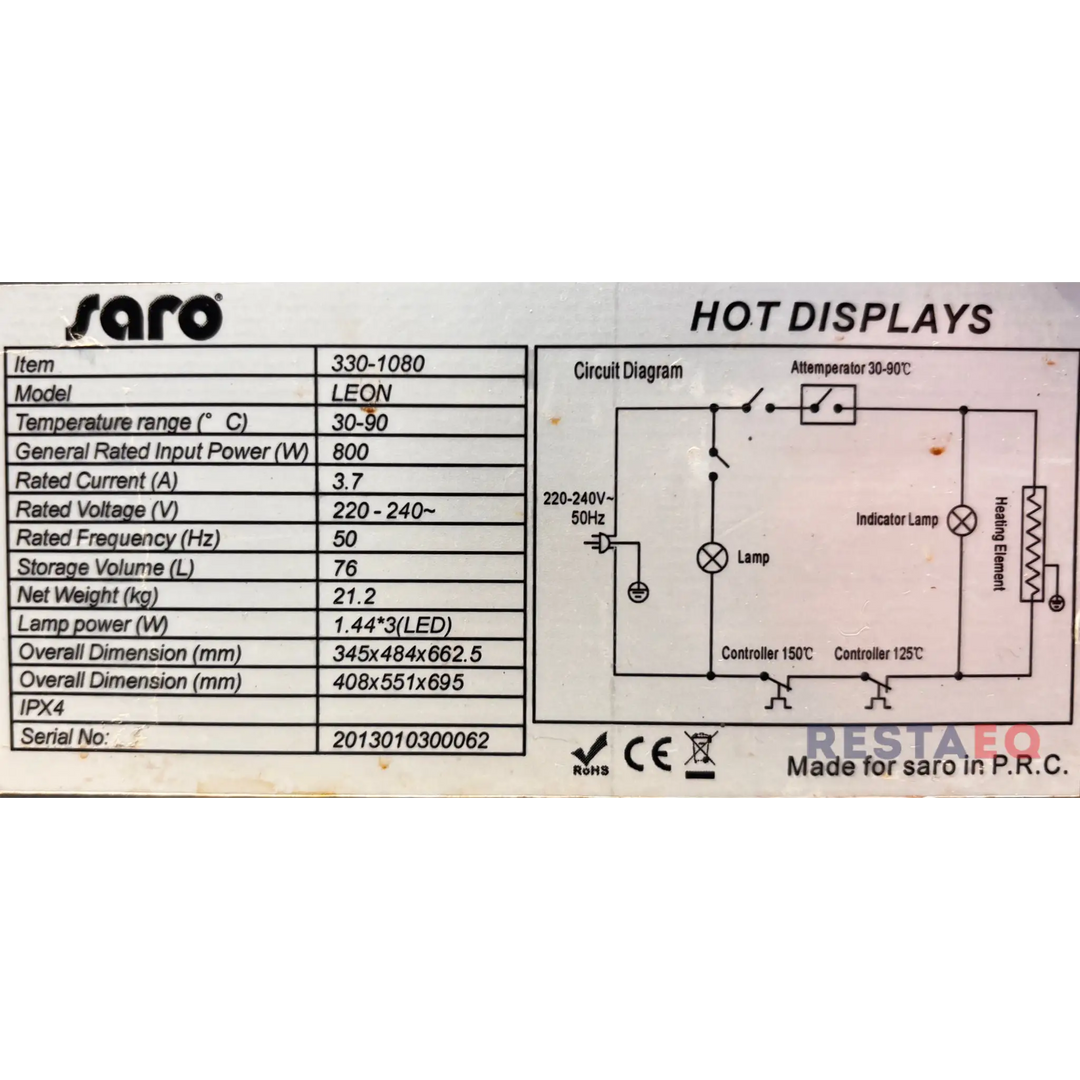 saro®
HOT DISPLAYS
Item 330-1080
Model LEON
Temperature range (° C) 30-90
General Rated Input Power (W) 800
Rated Current (A) 3.7
Rated Voltage (V) 220 - 240~
Rated Frequency (Hz) 50
Storage Volume (L) 76
Net Weight (kg) 21.2
Lamp power (W) 1.44*3(LED)
Overall Dimension (mm) 345x484x662.5
Overall Dimension (mm) 408x551x695
IPX4
Serial No: 2013010300062
Circuit Diagram
Attemperator 30-90℃
220-240V~
50Hz
Lamp
Indicator Lamp
Heating Element
Controller 150℃
Controller 125℃
RoHS
CE
RESTAEQ
Made for saro in P.R.C.